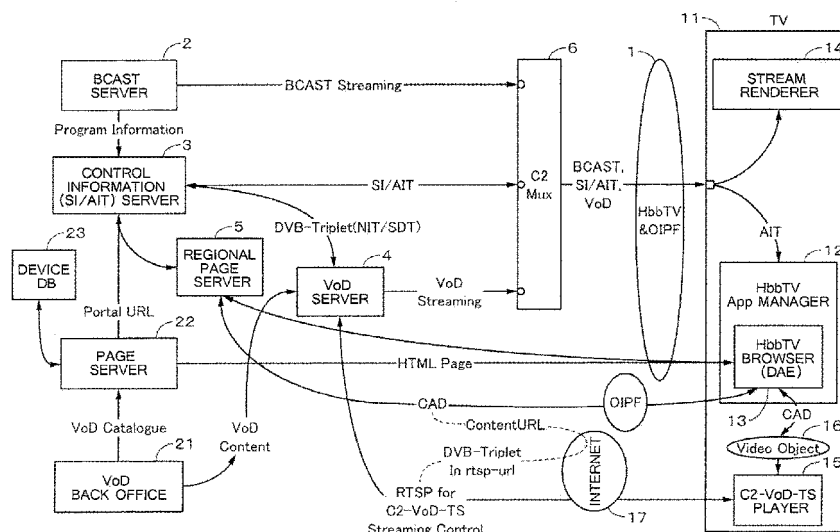 11
TV
2
BCAST
SERVER
BCAST Streaming
6
1
14
STREAM
RENDERER
Program Information
3
CONTROL
INFORMATION
(SI/AIT) SERVER
SI/AIT
C2
Mux
BCAST,
SI/AIT,
VoD
HbbTV
&OIPF
AIT
DVB-Triplet(NIT/SDT)
23
DEVICE
DB
5
REGIONAL
PAGE
SERVER
4
VoD
SERVER
VoD
Streaming
12
HbbTV
App MANAGER
Portal URL
22
PAGE
SERVER
HTML Page
HbbTV
BROWSER
(DAE)
13
CAD
OIPF
CAD
VoD Catalogue
VoD
Content
ContentURL
16
Video Object
21
VoD
BACK OFFICE
DVB-Triplet
In rtsp-url
INTERNET
15
C2-VoD-TS
PLAYER
RTSP for
C2-VoD-TS
Streaming Control
17